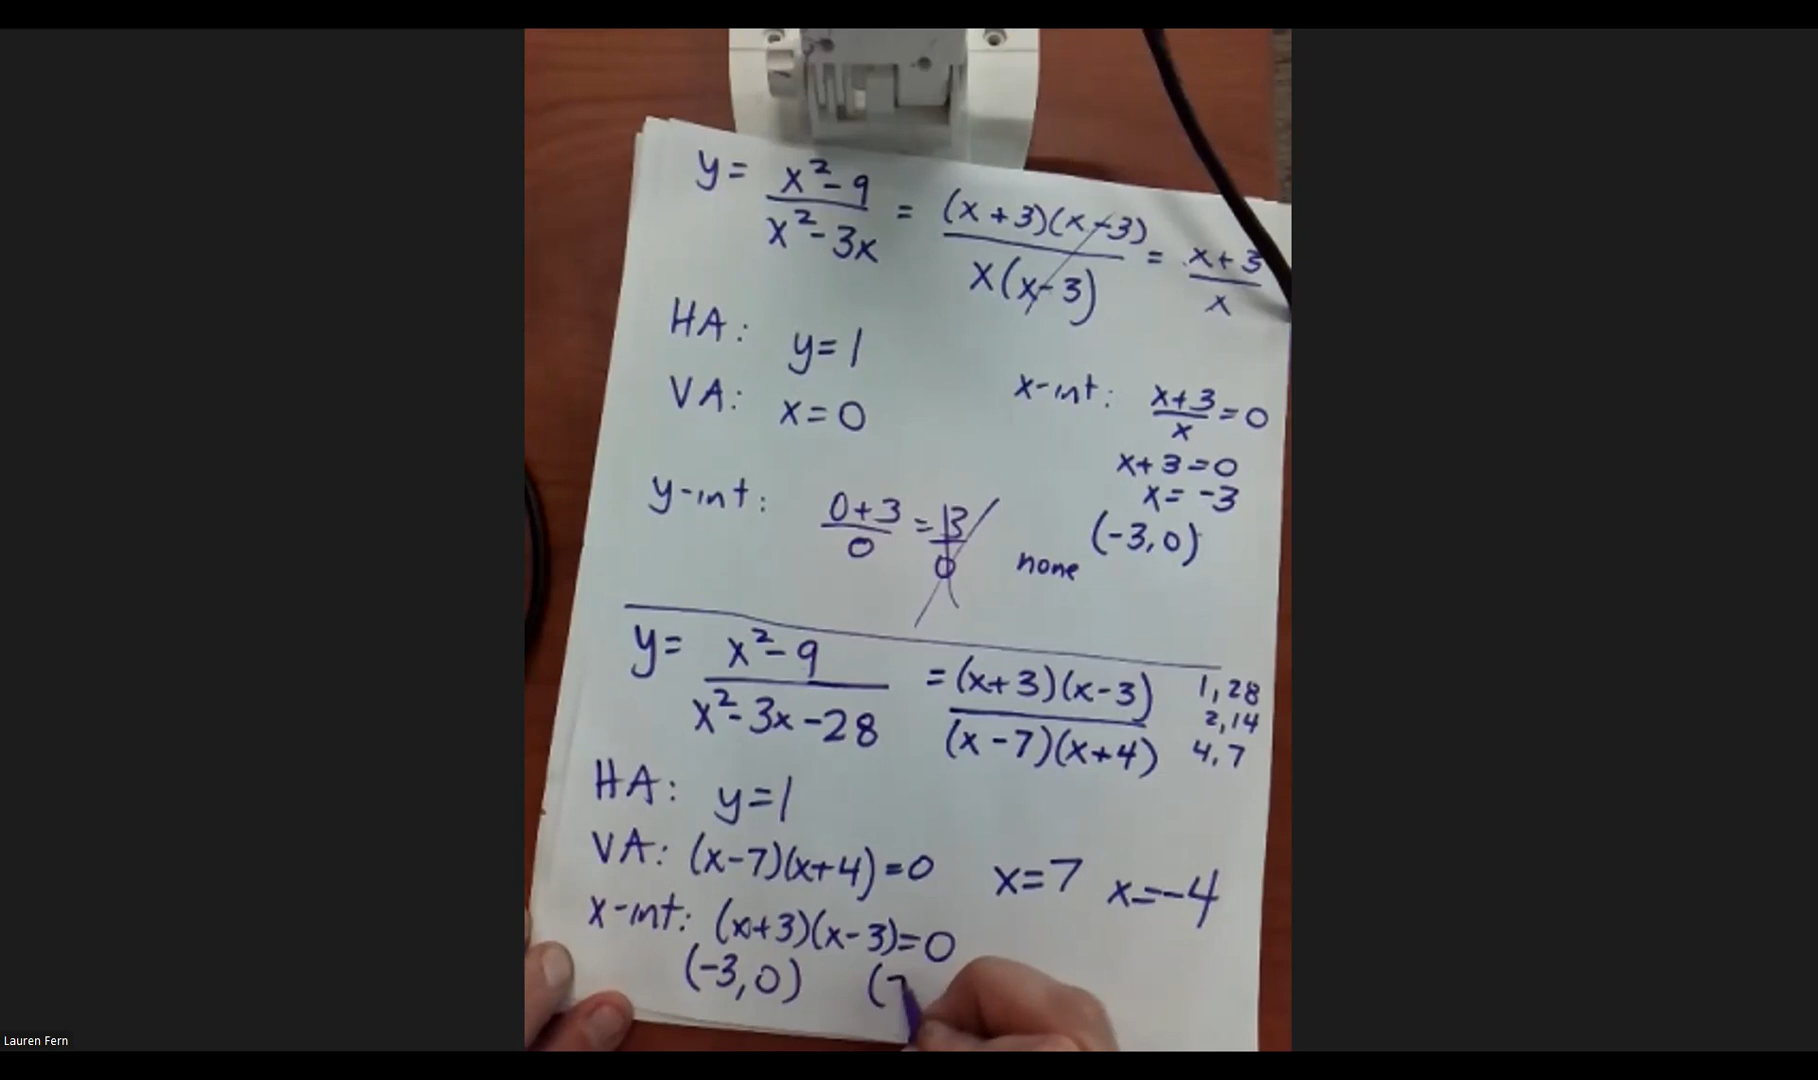 y = x²-9 / x²-3x = (x+3)(x-3) / x(x-3) = x+3 / x
HA: y=1
VA: x=0
x-int: x+3 / x = 0
x+3=0
x= -3
(-3,0)
y-int: 0+3 / 0 = 3 / 0 none
y= x²-9 / x²-3x-28 = (x+3)(x-3) / (x-7)(x+4)
1,28
2,14
4,7
HA: y=1
VA: (x-7)(x+4)=0 x=7 x=-4
x-int: (x+3)(x-3)=0
(-3,0) (
Lauren Fern